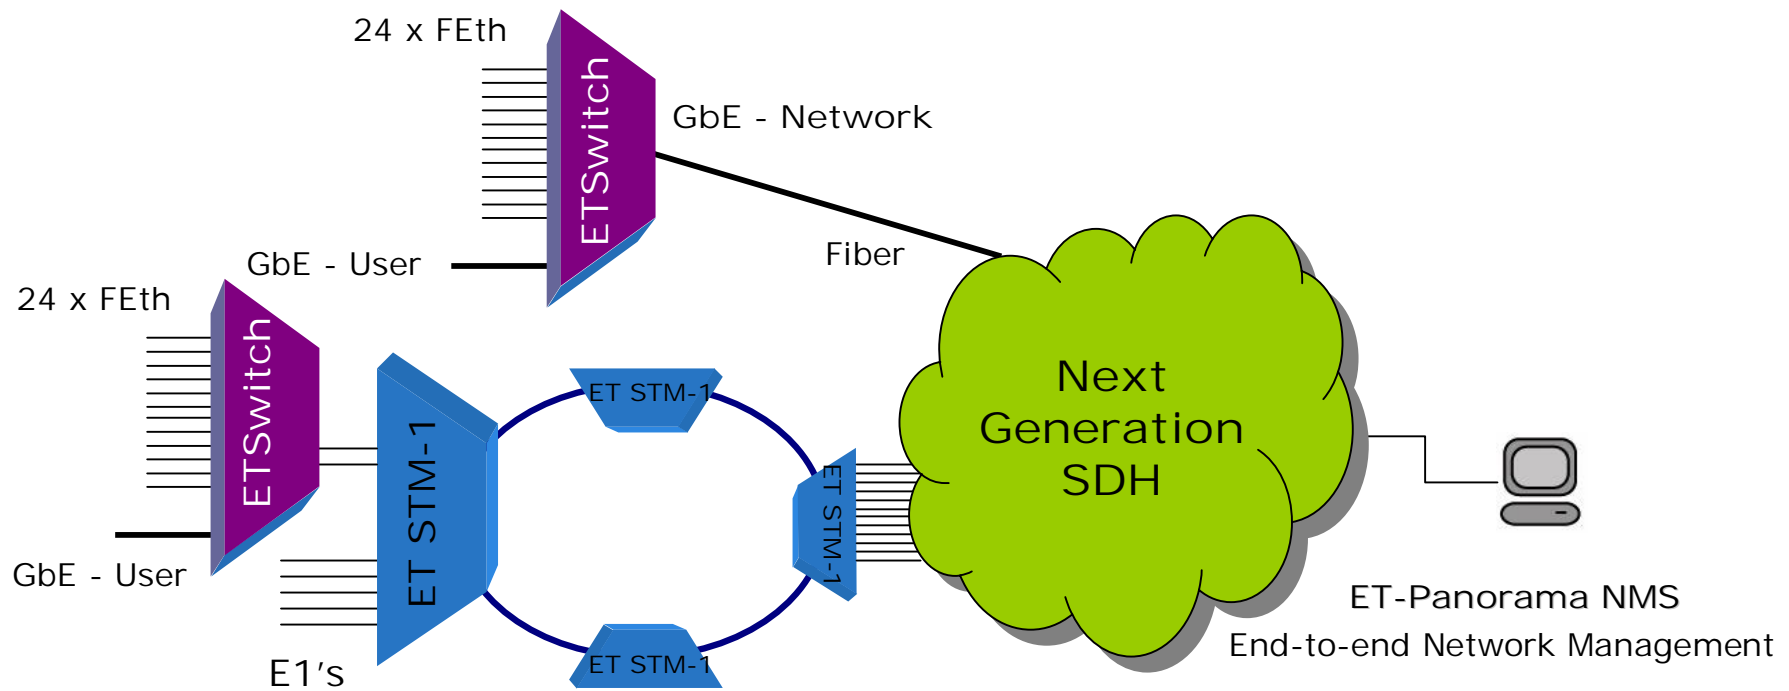 24 x FEth
ETSwitch
GbE - Network
GbE - User
Fiber
24 x FEth
ETSwitch
GbE - User
E1's
ET STM-1
ET STM-1
ET STM-1
ET STM-1
Next
Generation
SDH
ET-Panorama NMS
End-to-end Network Management